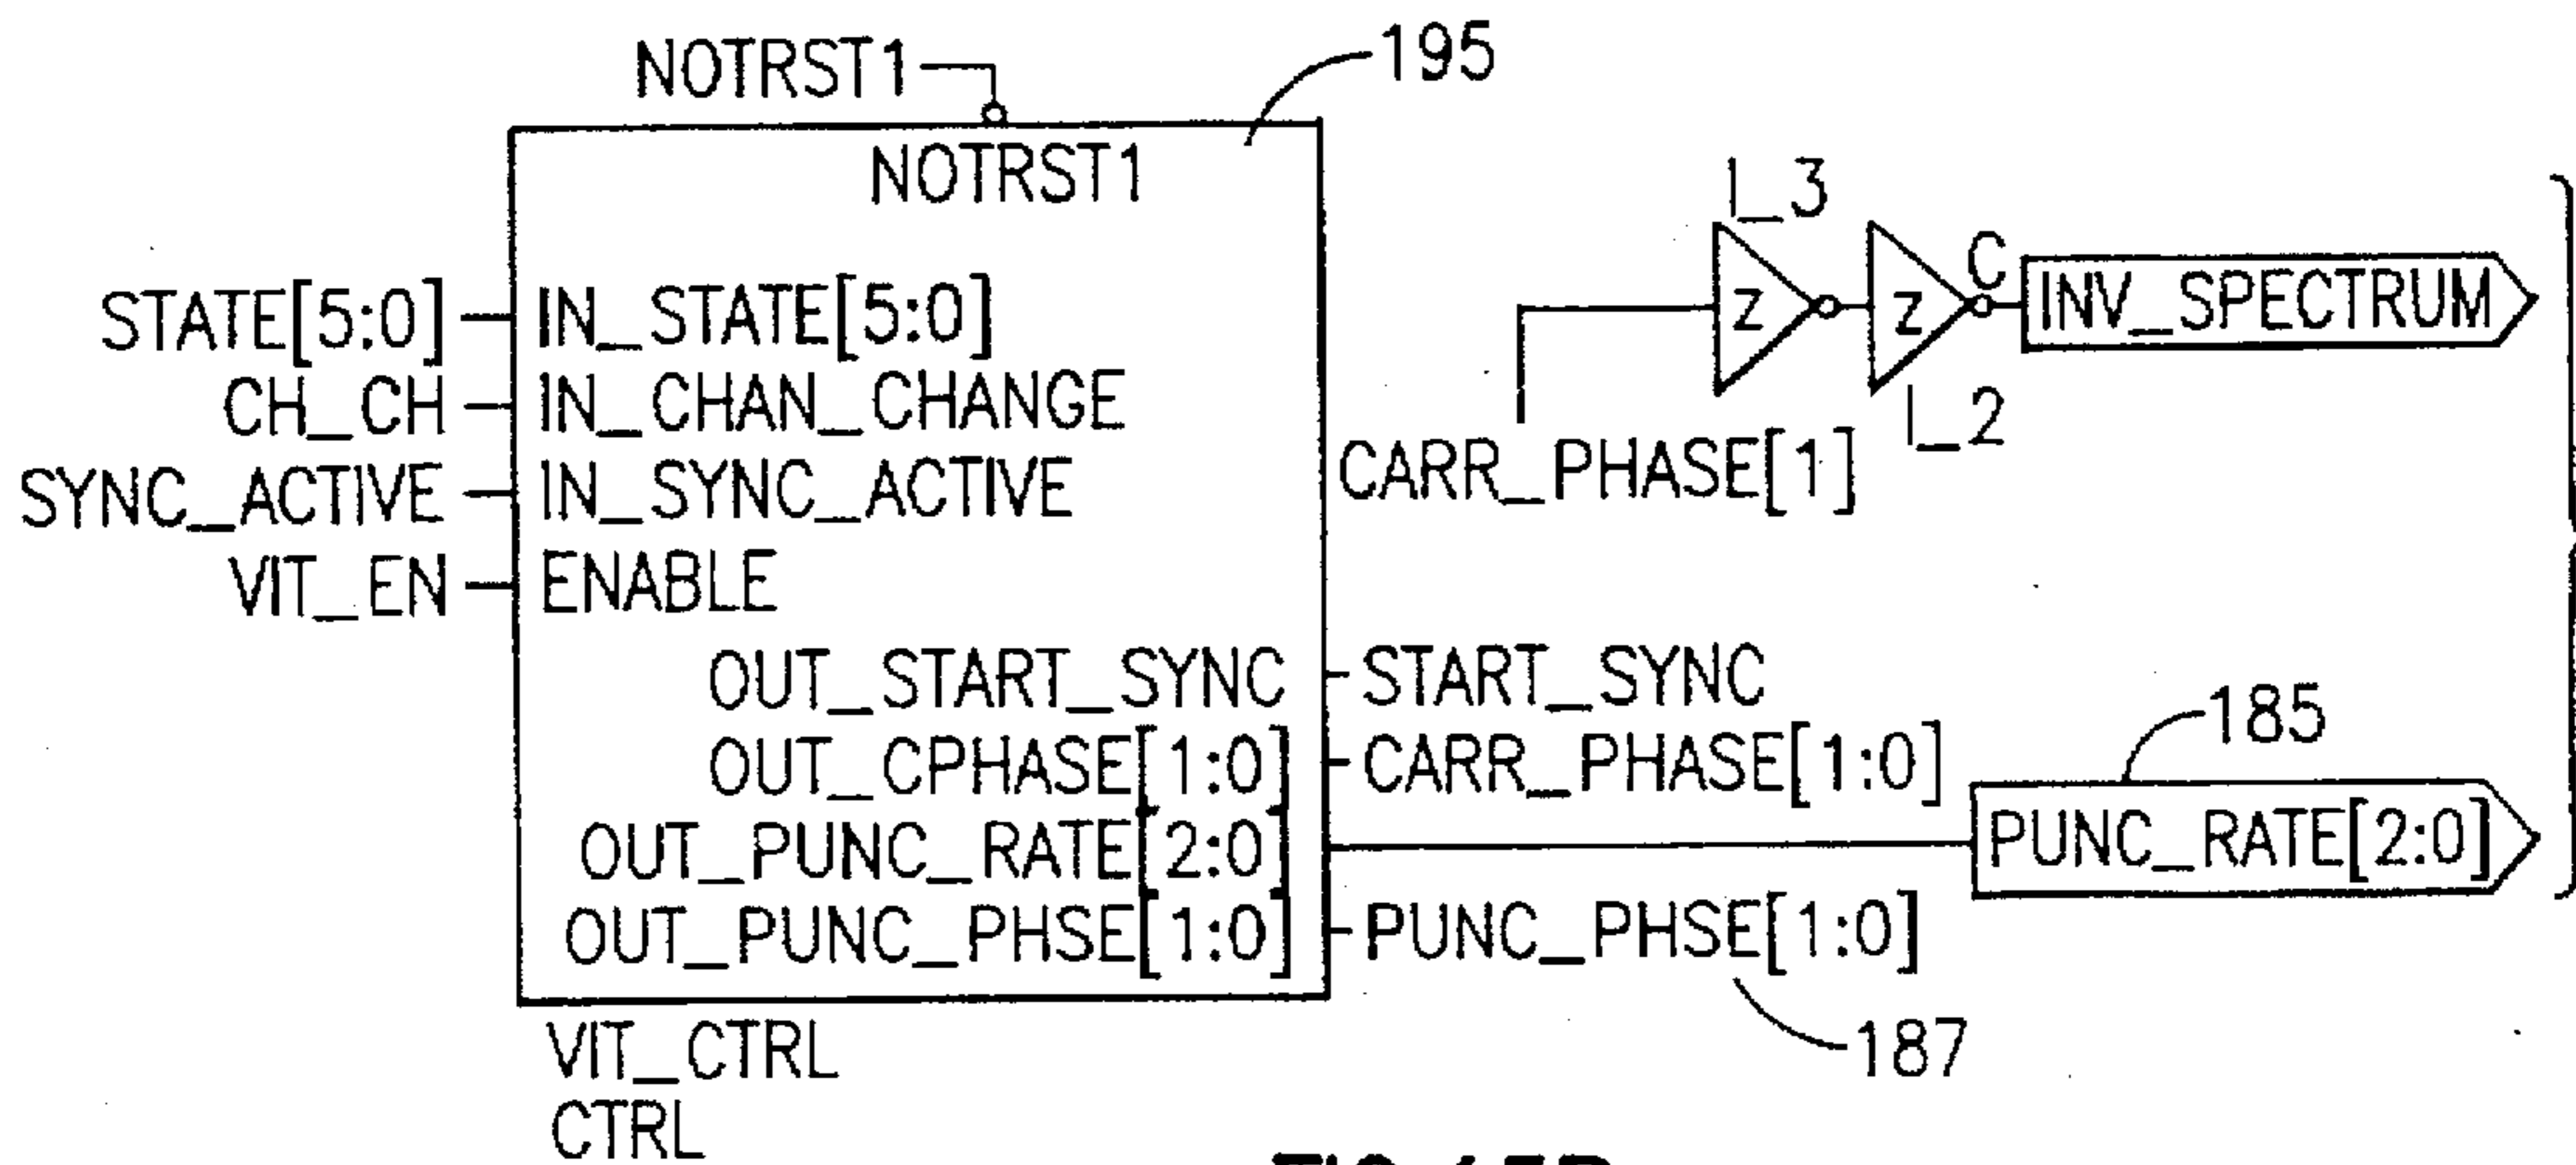 NOTRST1
195
NOTRST1
I_3
C
INV_SPECTRUM
Z
Z
I_2
STATE[5:0]
IN_STATE[5:0]
CH_CH
IN_CHAN_CHANGE
CARR_PHASE[1]
SYNC_ACTIVE
IN_SYNC_ACTIVE
VIT_EN
ENABLE
OUT_START_SYNC
START_SYNC
185
OUT_CPHASE[1:0]
CARR_PHASE[1:0]
OUT_PUNC_RATE[2:0]
PUNC_RATE[2:0]
OUT_PUNC_PHSE[1:0]
PUNC_PHSE[1:0]
187
VIT_CTRL
CTRL